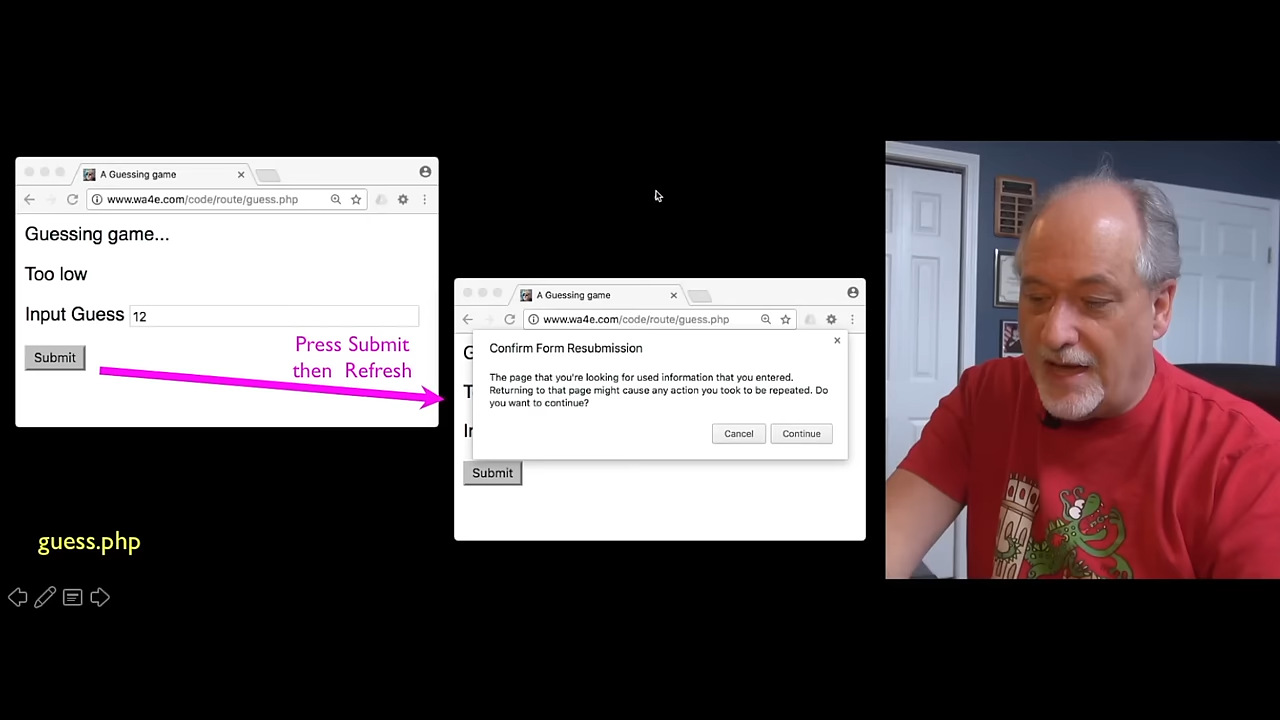 A Guessing game
www.wa4e.com/code/route/guess.php
Guessing game...
Too low
Input Guess 12
Submit
Press Submit
then Refresh
A Guessing game
www.wa4e.com/code/route/guess.php
G
Confirm Form Resubmission
The page that you're looking for used information that you entered.
Returning to that page might cause any action you took to be repeated. Do
you want to continue?
T
In
Cancel
Continue
Submit
guess.php